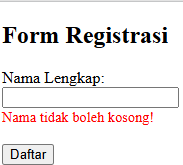 Form Registrasi
Nama Lengkap:
Nama tidak boleh kosong!
Daftar